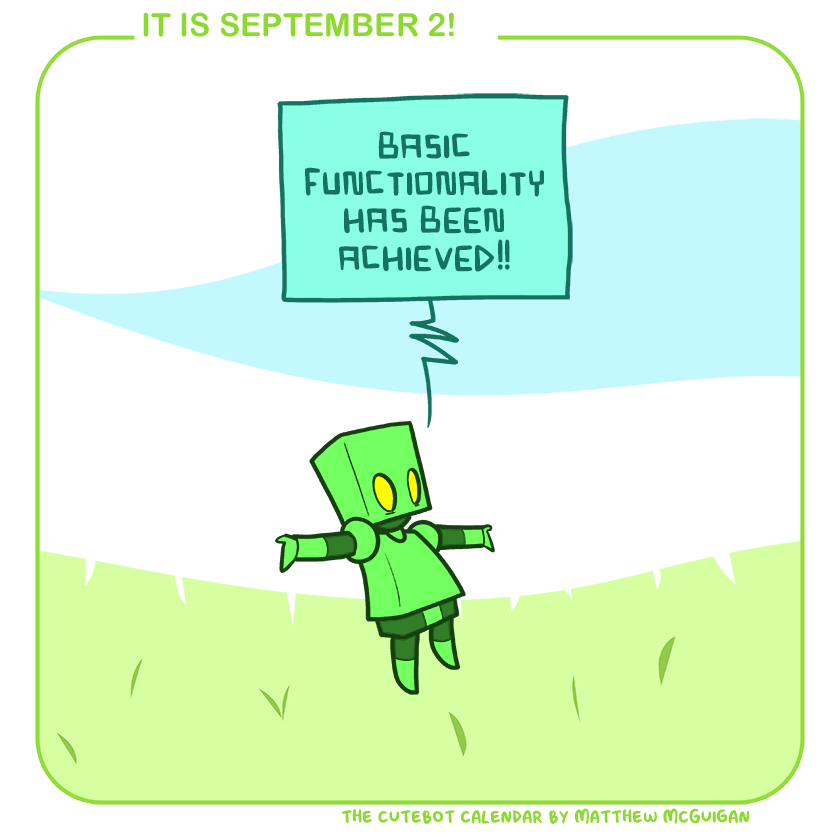 IT IS SEPTEMBER 2!
BASIC
FUNCTIONALITY
HAS BEEN
ACHIEVED!!
THE CUTEBOT CALENDAR BY MATTHEW MCGUIGAN